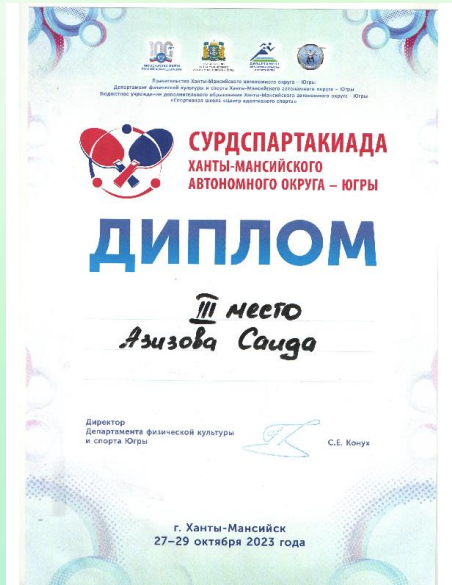 Правительство Ханты-Мансийского автономного округа – Югры
Департамент физической культуры и спорта Ханты-Мансийского автономного округа – Югры
Бюджетное учреждение дополнительного образования Ханты-Мансийского автономного округа – Югры
«Спортивная школа «Центр адаптивного спорта»
СУРДСПАРТАКИАДА
ХАНТЫ-МАНСИЙСКОГО
АВТОНОМНОГО ОКРУГА – ЮГРЫ
ДИПЛОМ
III место
Азизова Саида
Директор
Департамента физической культуры
и спорта Югры
С.Е. Конух
г. Ханты-Мансийск
27–29 октября 2023 года